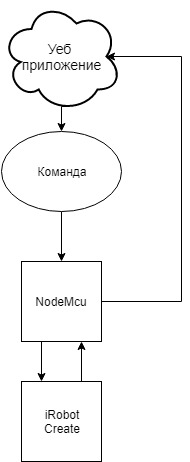 Уеб
приложение
Команда
NodeMcu
iRobot
Create